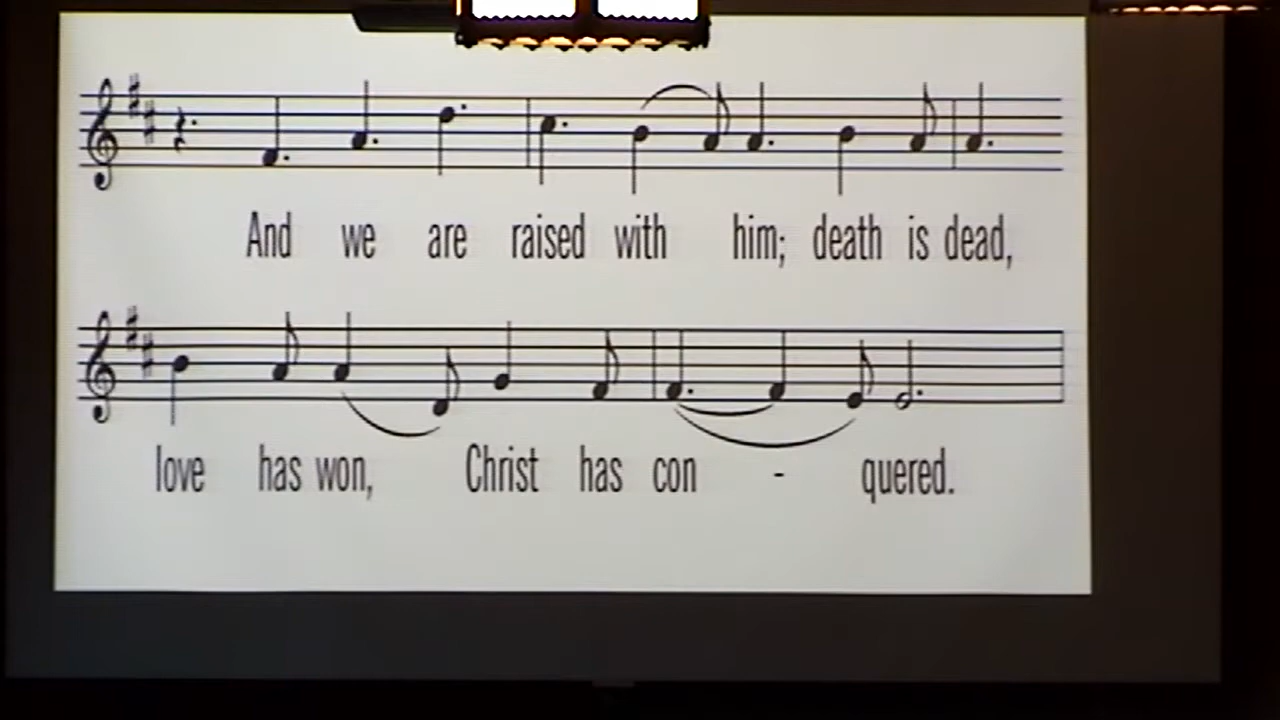 And we are raised with him; death is dead,
love has won, Christ has con - quered.